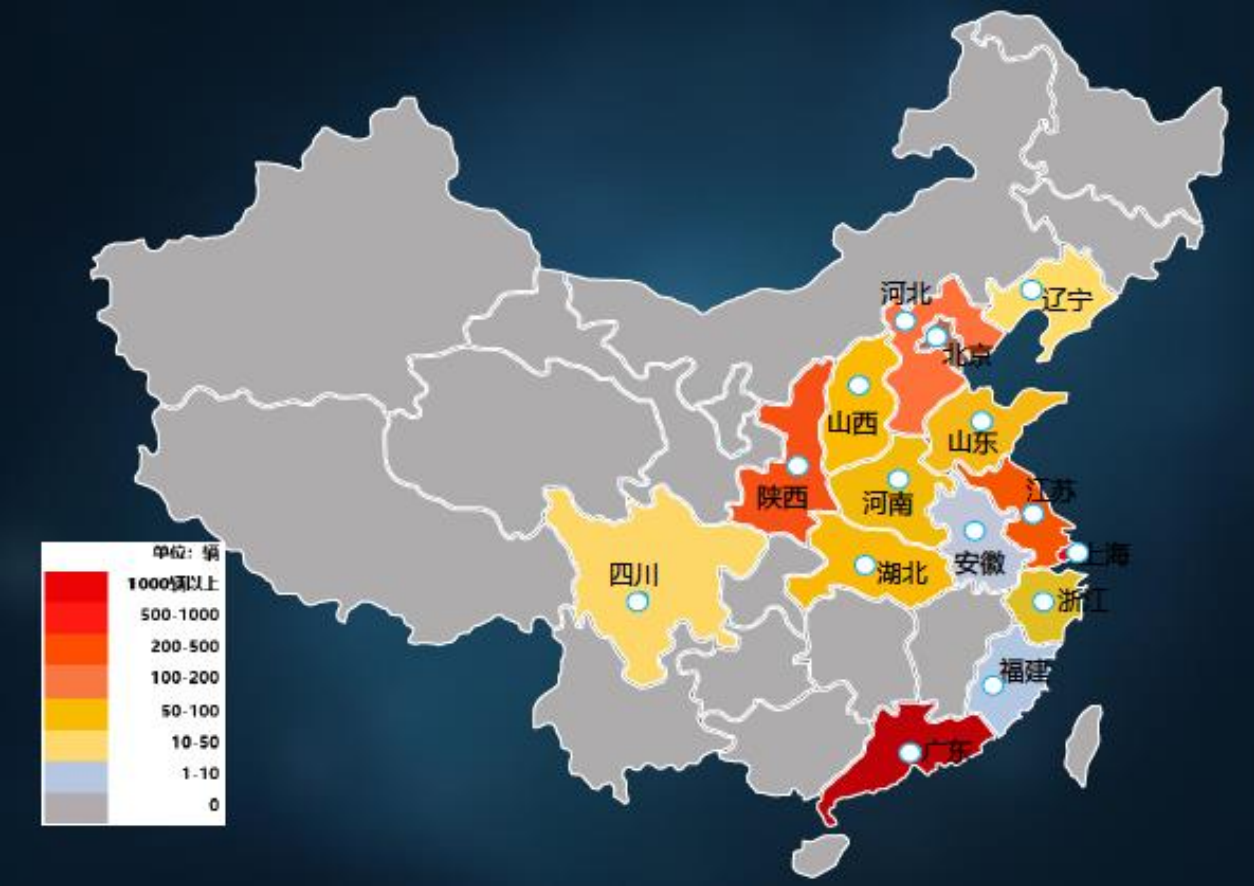 河北
辽宁
北京
山西
山东
陕西
河南
江苏
安徽
上海
四川
湖北
浙江
福建
广东
单位：辆
1000辆以上
500-1000
200-500
100-200
50-100
10-50
1-10
0